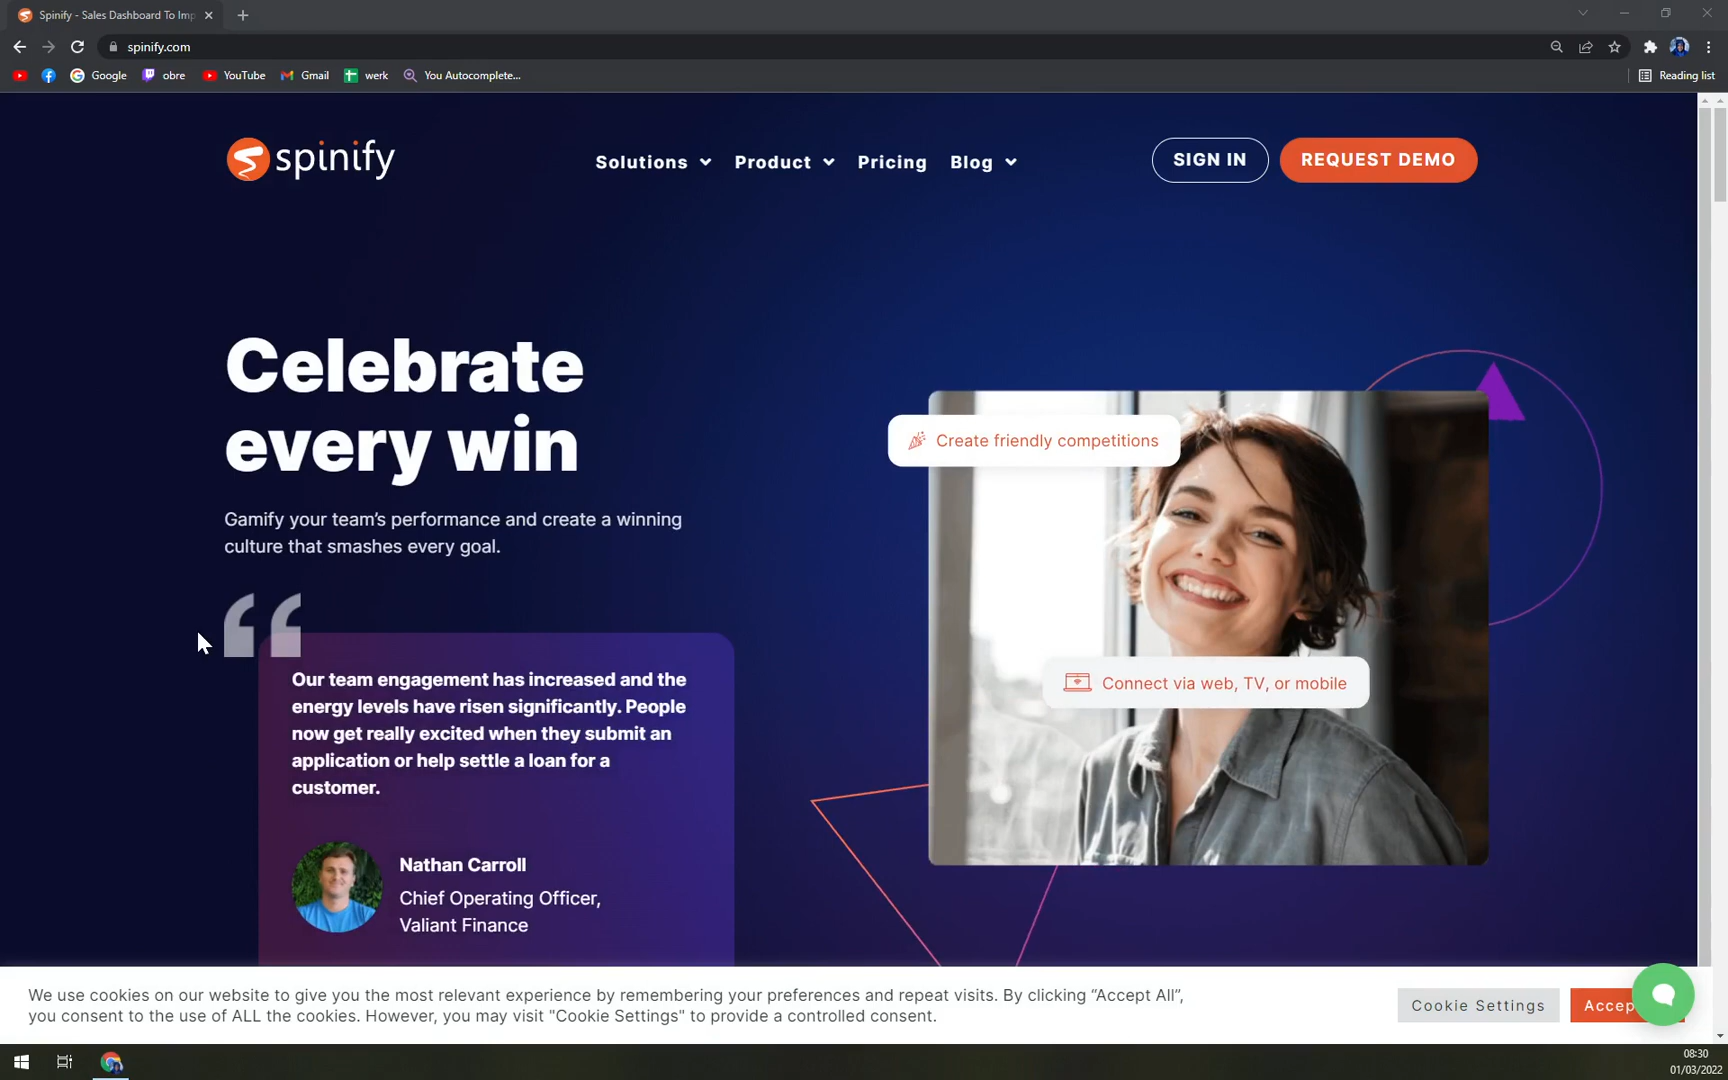 Spinify - Sales Dashboard To Imp
spinify.com
Google
obre
YouTube
Gmail
werk
You Autocomplete...
Reading list
spinify
Solutions
Product
Pricing
Blog
SIGN IN
REQUEST DEMO
Celebrate
every win
Gamify your team's performance and create a winning
culture that smashes every goal.
Create friendly competitions
Connect via web, TV, or mobile
“
Our team engagement has increased and the
energy levels have risen significantly. People
now get really excited when they submit an
application or help settle a loan for a
customer.
Nathan Carroll
Chief Operating Officer,
Valiant Finance
We use cookies on our website to give you the most relevant experience by remembering your preferences and repeat visits. By clicking “Accept All”,
you consent to the use of ALL the cookies. However, you may visit "Cookie Settings" to provide a controlled consent.
Cookie Settings
Accep
08:30
01/03/2022